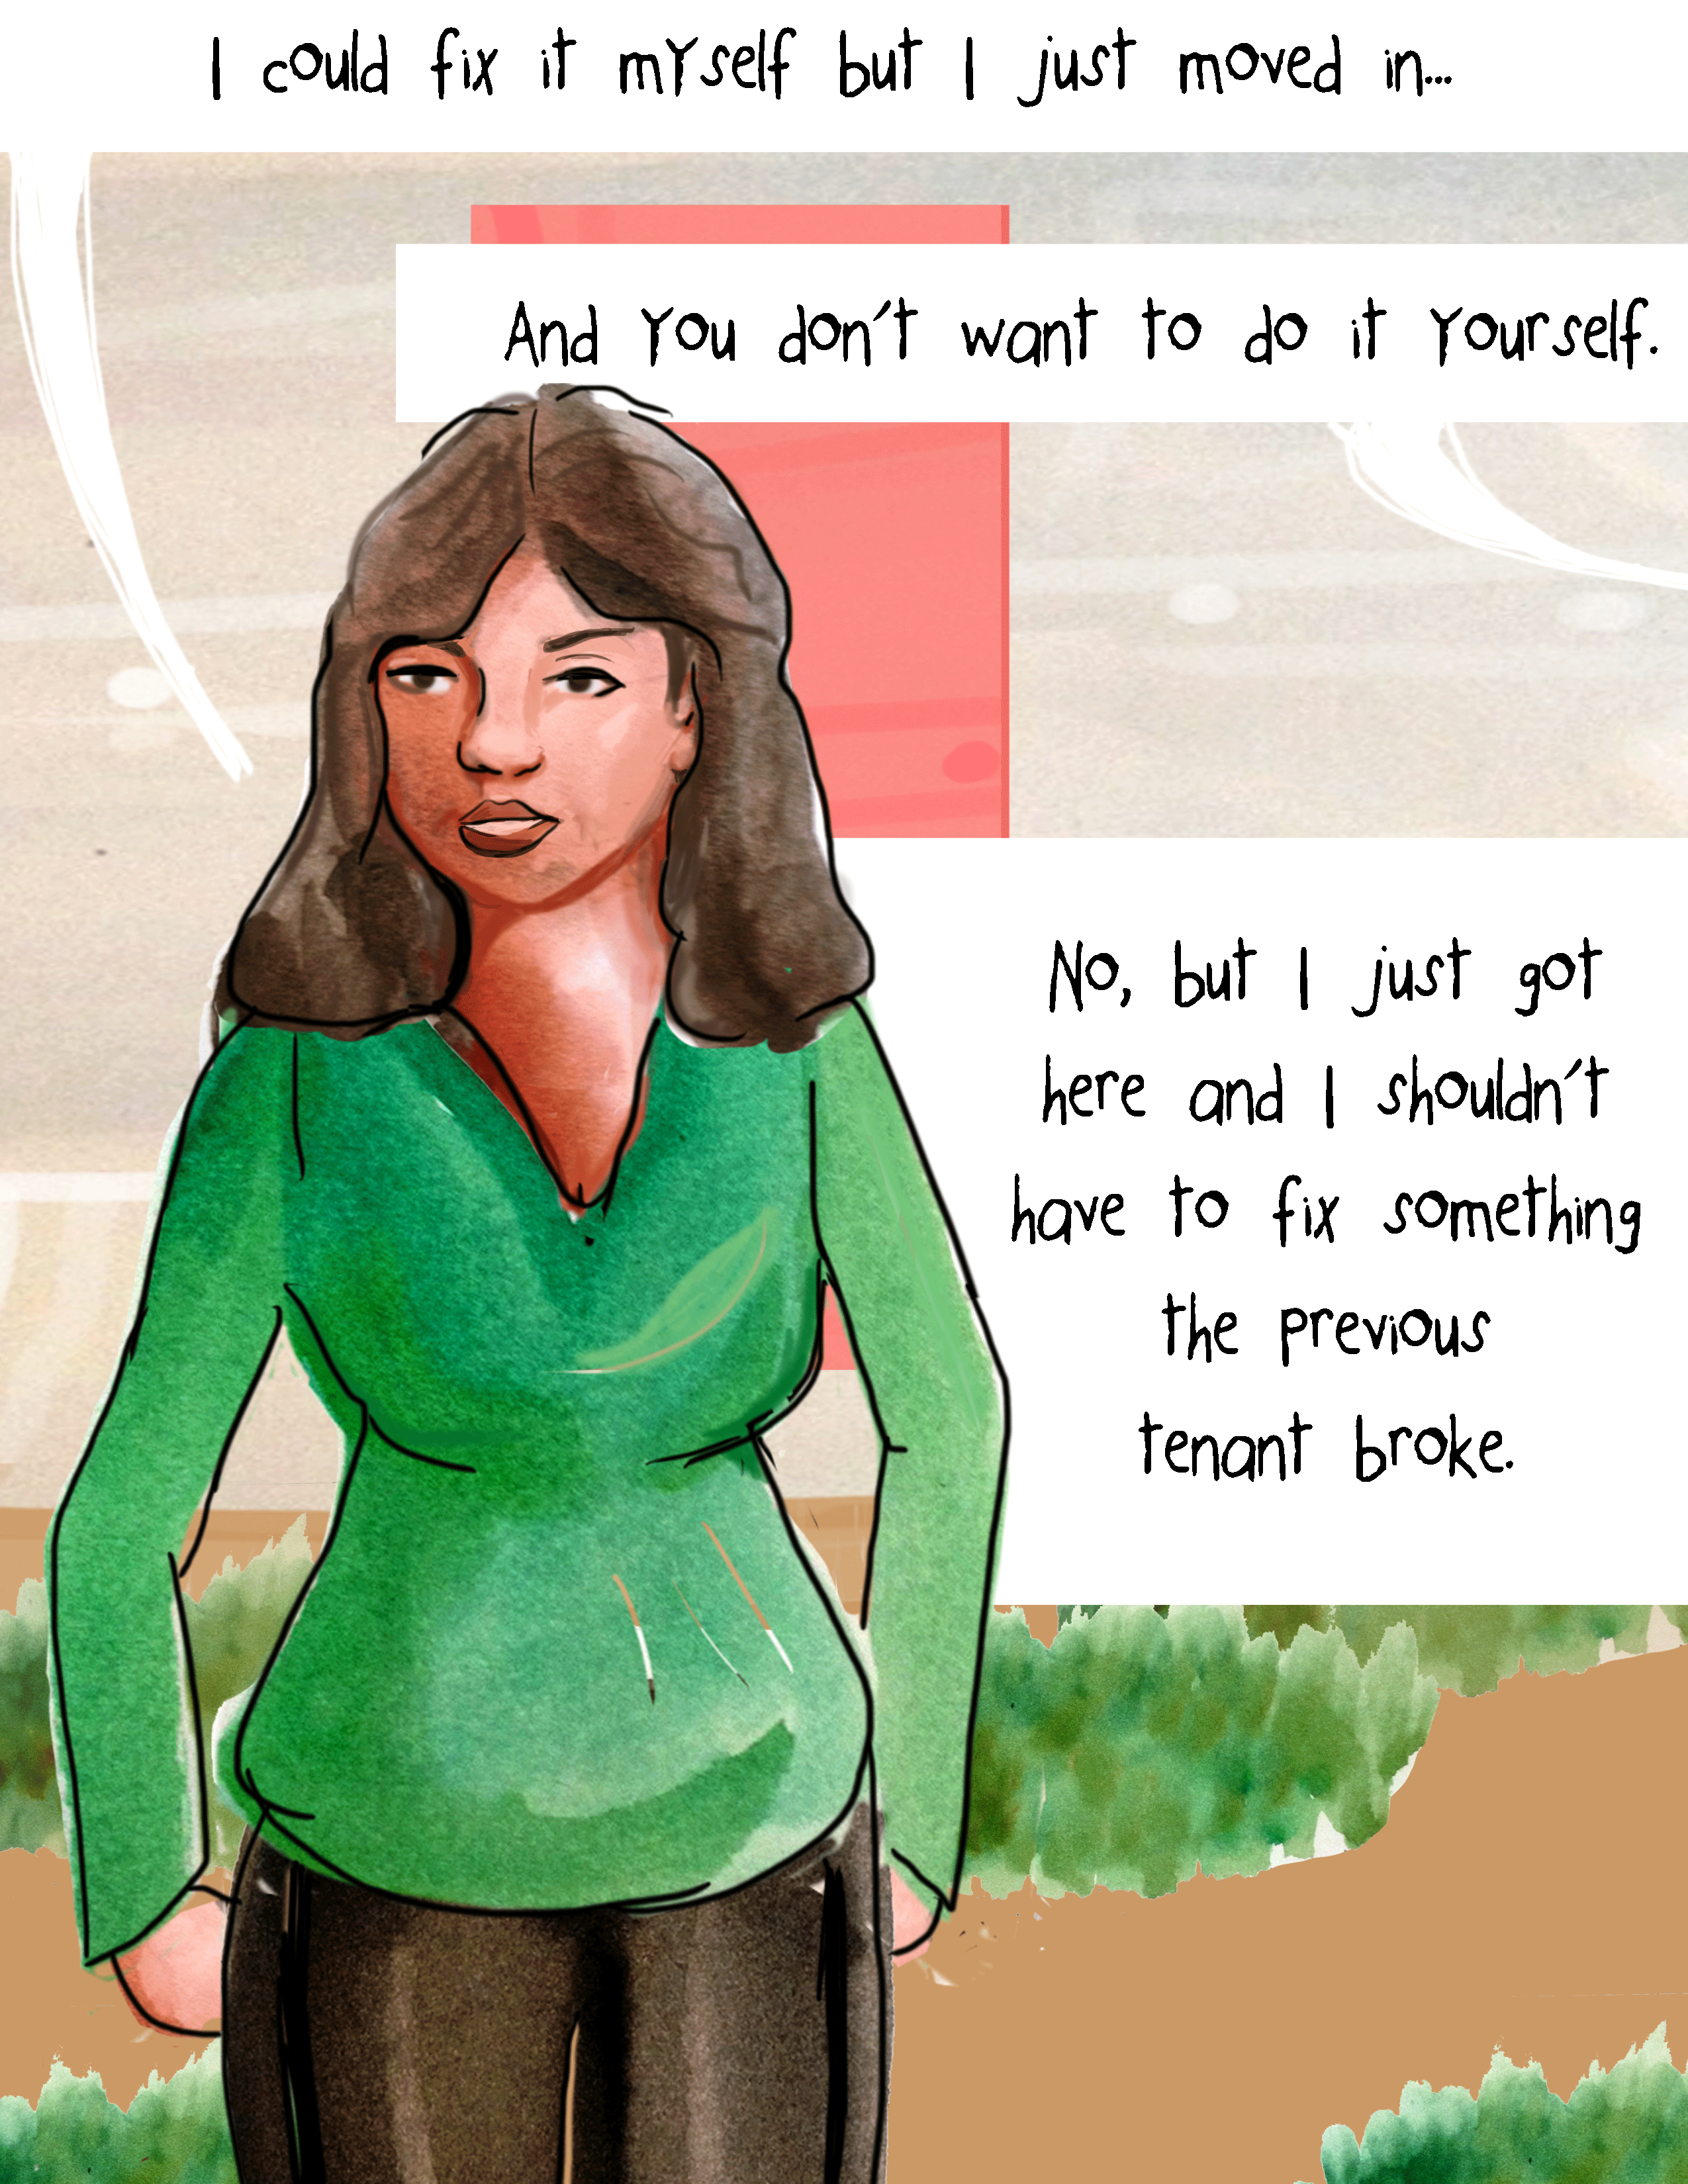 I could fix it myself but I just moved in...
And you don't want to do it yourself.
No, but I just got
here and I shouldn't
have to fix something
the previous
tenant broke.